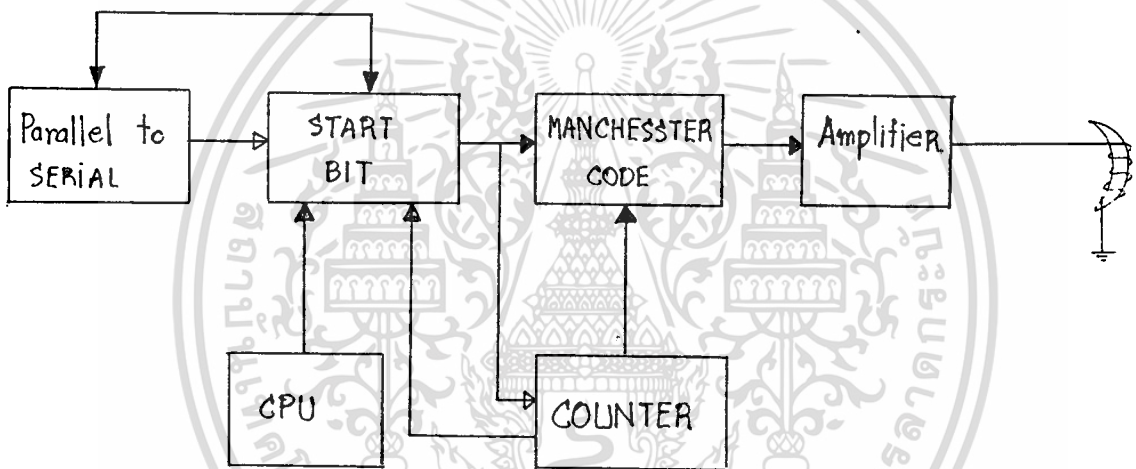 Parallel to
SERIAL
START
BIT
MANCHESSTER
CODE
Amplifier
CPU
COUNTER